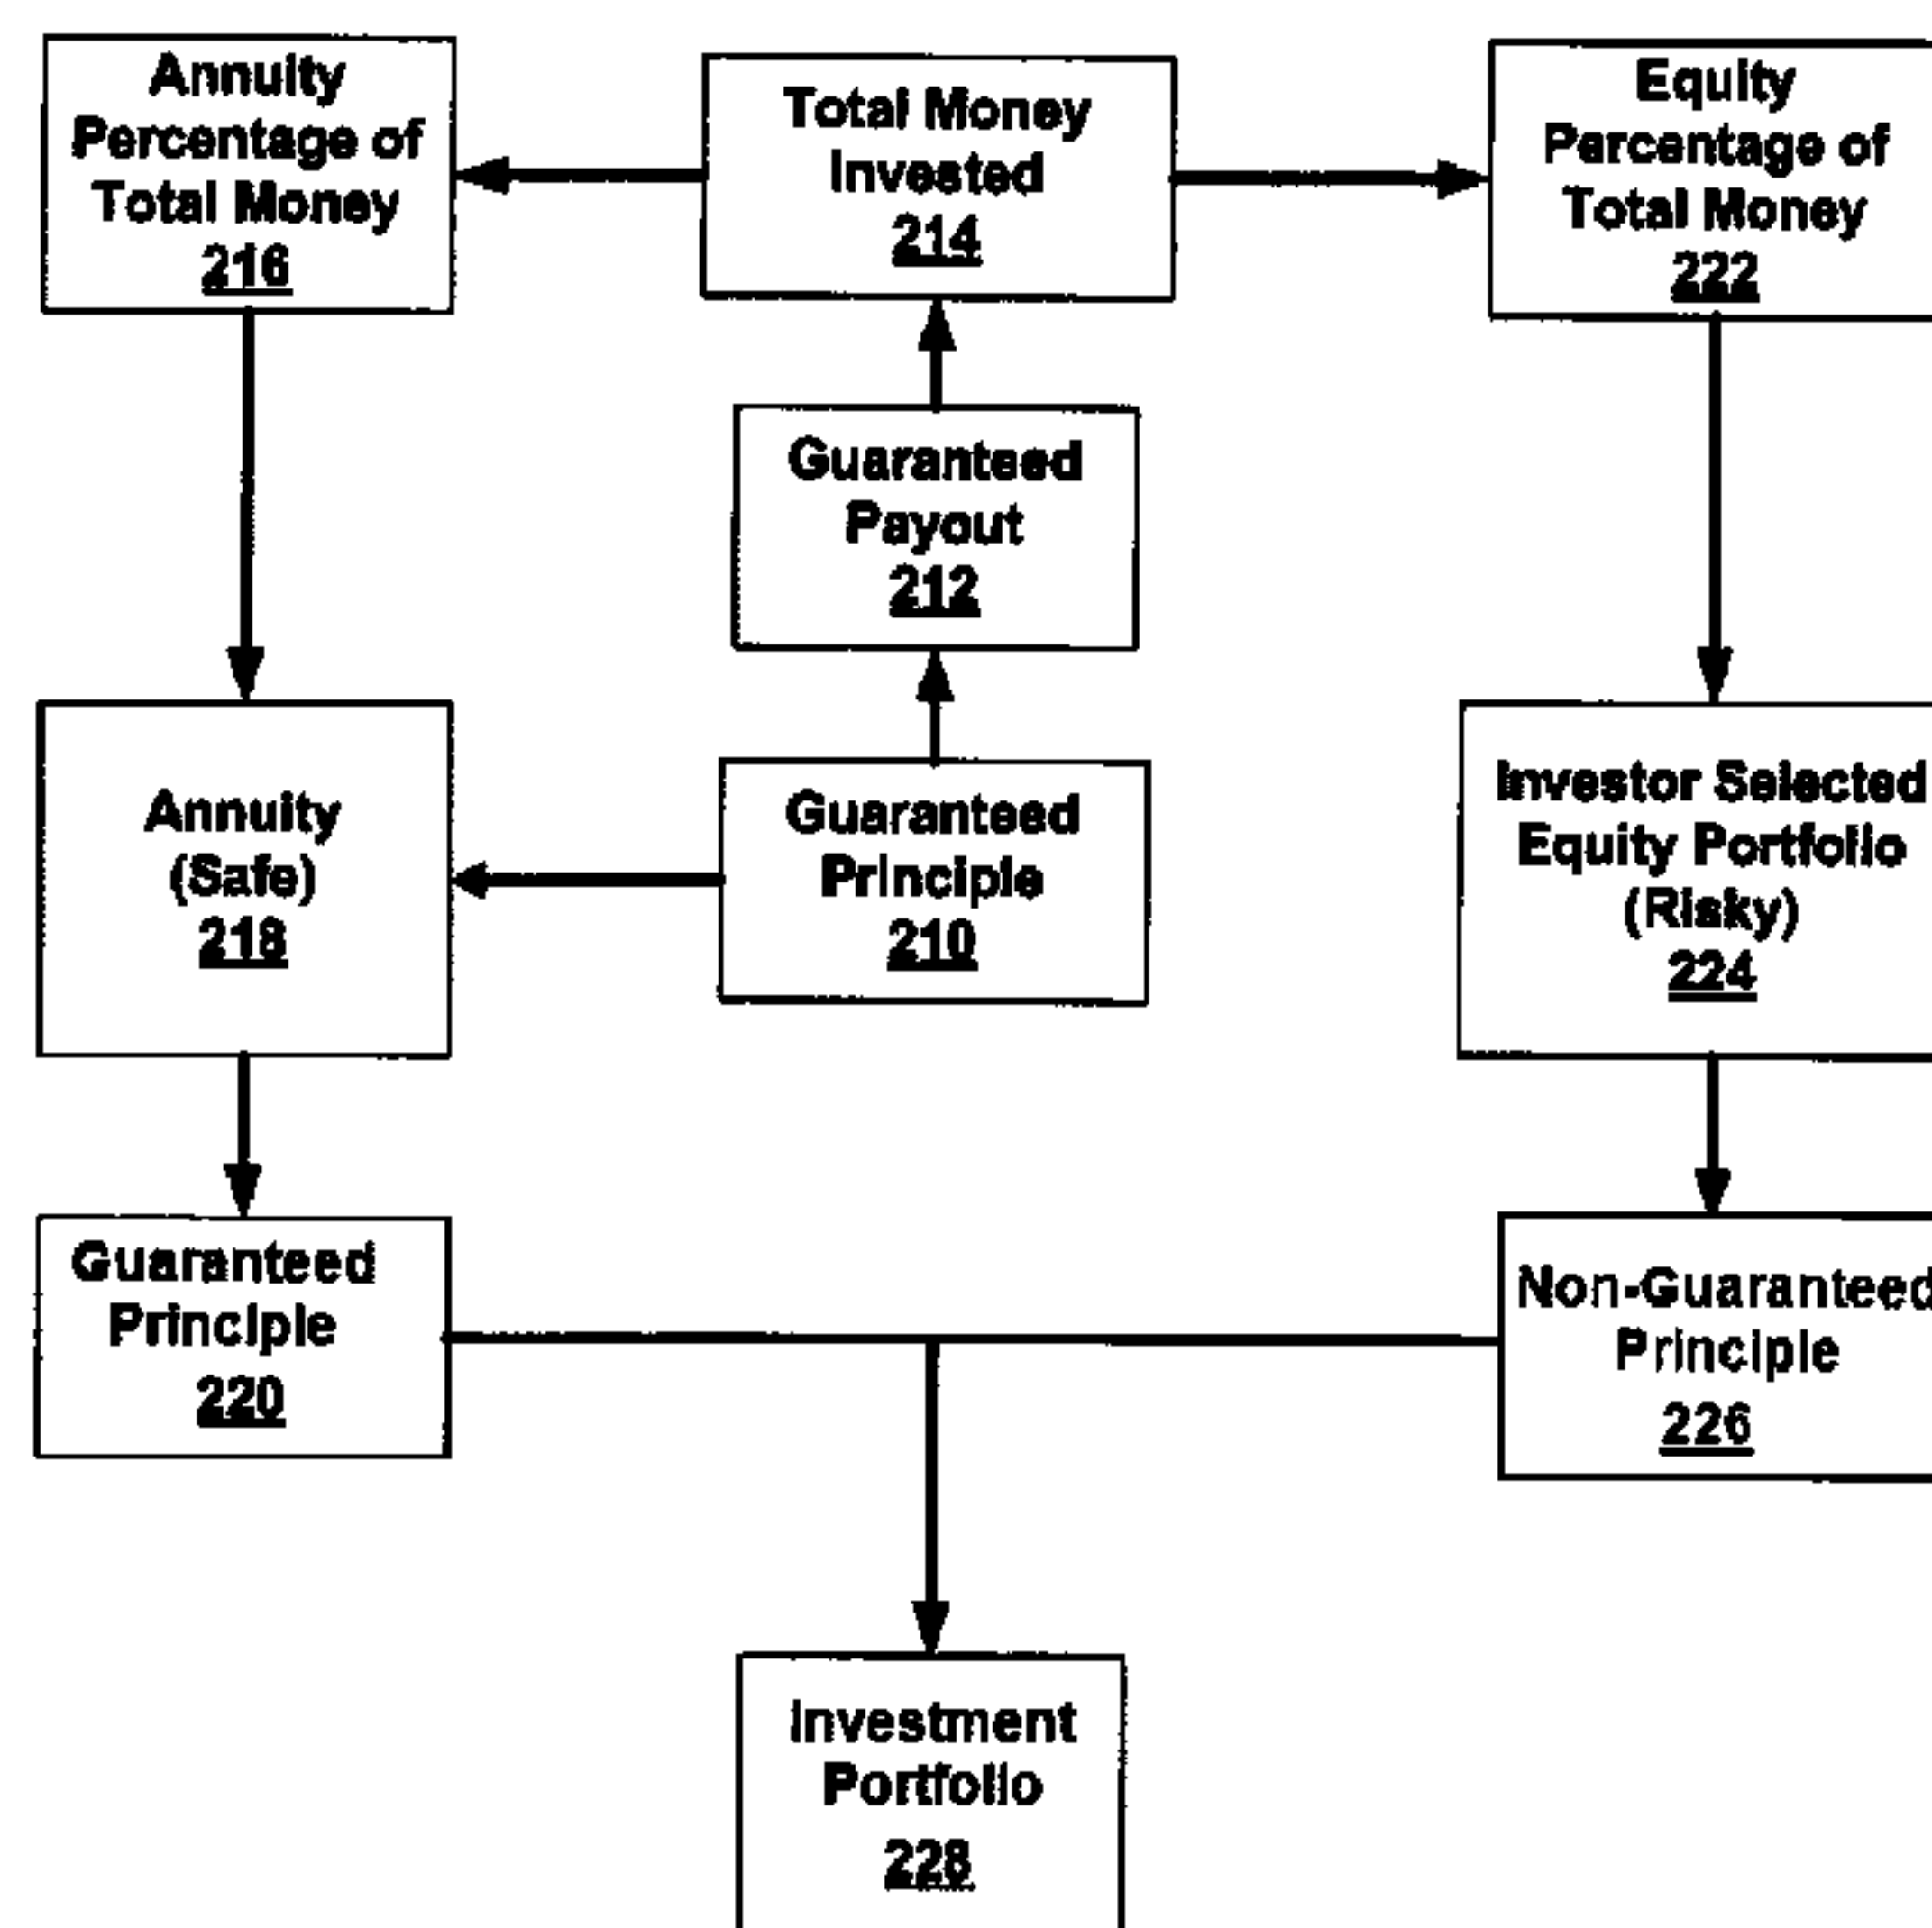 Annuity
Percentage of
Total Money
216
Total Money
Invested
214
Equity
Percentage of
Total Money
222
Guaranteed
Payout
212
Annuity
(Safe)
218
Guaranteed
Principle
210
Investor Selected
Equity Portfolio
(Risky)
224
Guaranteed
Principle
220
Non-Guaranteed
Principle
226
Investment
Portfolio
228